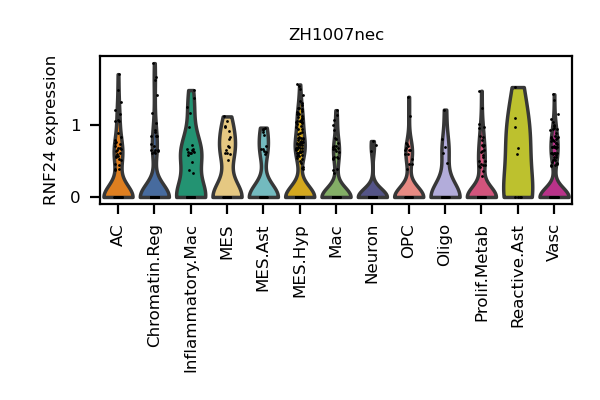 ZH1007nec
RNF24 expression
1
0
AC
Chromatin.Reg
Inflammatory.Mac
MES
MES.Ast
MES.Hyp
Mac
Neuron
OPC
Oligo
Prolif.Metab
Reactive.Ast
Vasc